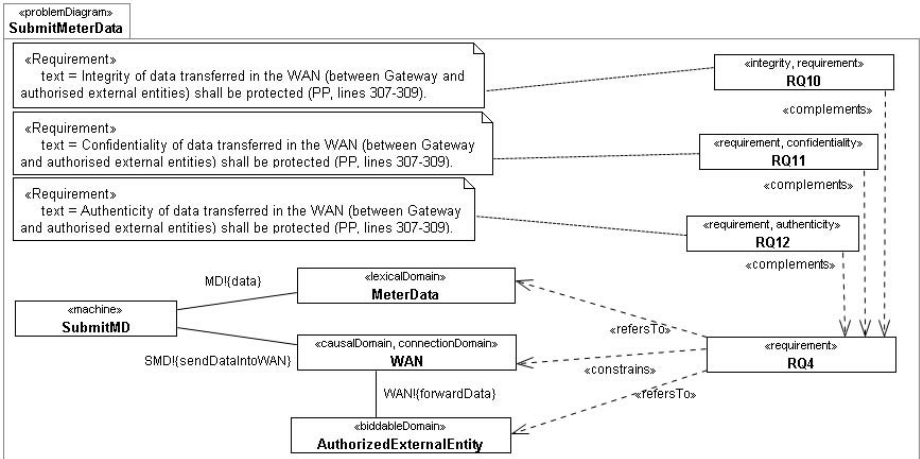 «problemDiagram»
SubmitMeterData
«Requirement»
text = Integrity of data transferred in the WAN (between Gateway and
authorised external entities) shall be protected (PP, lines 307-309).
«integrity, requirement»
RQ10
«complements»
«Requirement»
text = Confidentiality of data transferred in the WAN (between Gateway
and authorised external entities) shall be protected (PP, lines 307-309).
«requirement, confidentiality»
RQ11
«complements»
«Requirement»
text = Authenticity of data transferred in the WAN (between Gateway
and authorised external entities) shall be protected (PP, lines 307-309).
«requirement, authenticity»
RQ12
«complements»
MD!{data}
«lexicalDomain»
MeterData
«machine»
SubmitMD
«refersTo»
SMD!{sendDataIntoWAN}
«causalDomain, connectionDomain»
WAN
«constrains»
«requirement»
RQ4
WAN!{forwardData}
«refersTo»
«biddableDomain»
AuthorizedExternalEntity